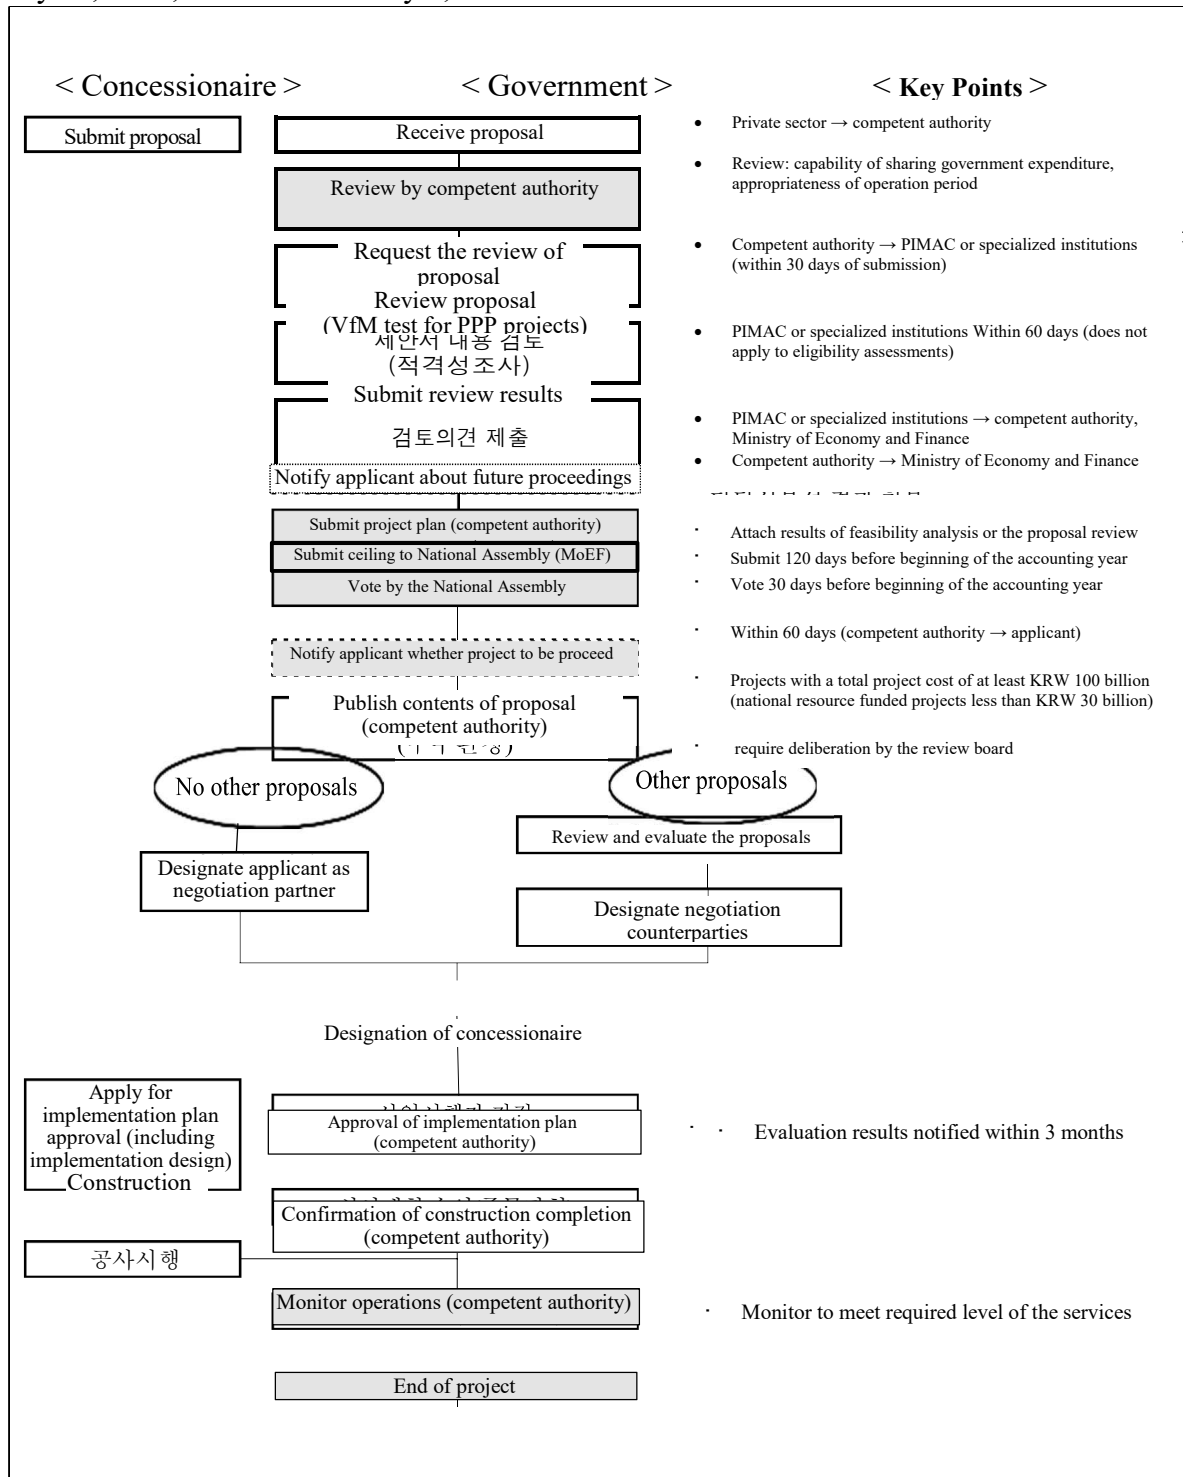 < Concessionaire >
< Government >
< Key Points >
Submit proposal
Receive proposal
• Private sector → competent authority
Review by competent authority
• Review: capability of sharing government expenditure,
appropriateness of operation period
Request the review of
proposal
• Competent authority → PIMAC or specialized institutions
(within 30 days of submission)
Review proposal
(VfM test for PPP projects)
제안서 내용 검토
(적격성조사)
• PIMAC or specialized institutions Within 60 days (does not
apply to eligibility assessments)
Submit review results
검토의견 제출
• PIMAC or specialized institutions → competent authority,
Ministry of Economy and Finance
• Competent authority → Ministry of Economy and Finance
Notify applicant about future proceedings
Submit project plan (competent authority)
· Attach results of feasibility analysis or the proposal review
Submit ceiling to National Assembly (MoEF)
· Submit 120 days before beginning of the accounting year
Vote by the National Assembly
· Vote 30 days before beginning of the accounting year
· Within 60 days (competent authority → applicant)
Notify applicant whether project to be proceed
· Projects with a total project cost of at least KRW 100 billion
(national resource funded projects less than KRW 30 billion)
Publish contents of proposal
(competent authority)
· require deliberation by the review board
No other proposals
Other proposals
Review and evaluate the proposals
Designate applicant as
negotiation partner
Designate negotiation
counterparties
Designation of concessionaire
Apply for
implementation plan
approval (including
implementation design)
Approval of implementation plan
(competent authority)
· · Evaluation results notified within 3 months
Construction
Confirmation of construction completion
(competent authority)
공사시행
Monitor operations (competent authority)
· Monitor to meet required level of the services
End of project